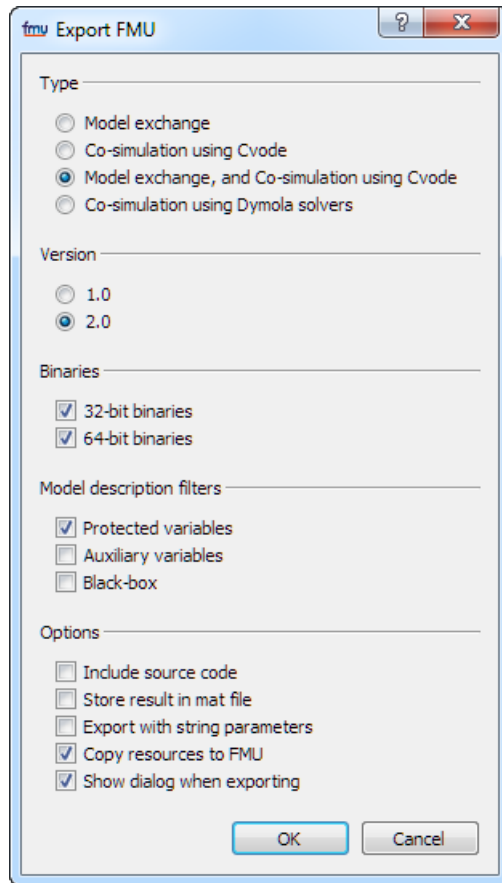 fmu Export FMU
?
Type
Model exchange
Co-simulation using Cvode
Model exchange, and Co-simulation using Cvode
Co-simulation using Dymola solvers
Version
1.0
2.0
Binaries
32-bit binaries
64-bit binaries
Model description filters
Protected variables
Auxiliary variables
Black-box
Options
Include source code
Store result in mat file
Export with string parameters
Copy resources to FMU
Show dialog when exporting
OK Cancel